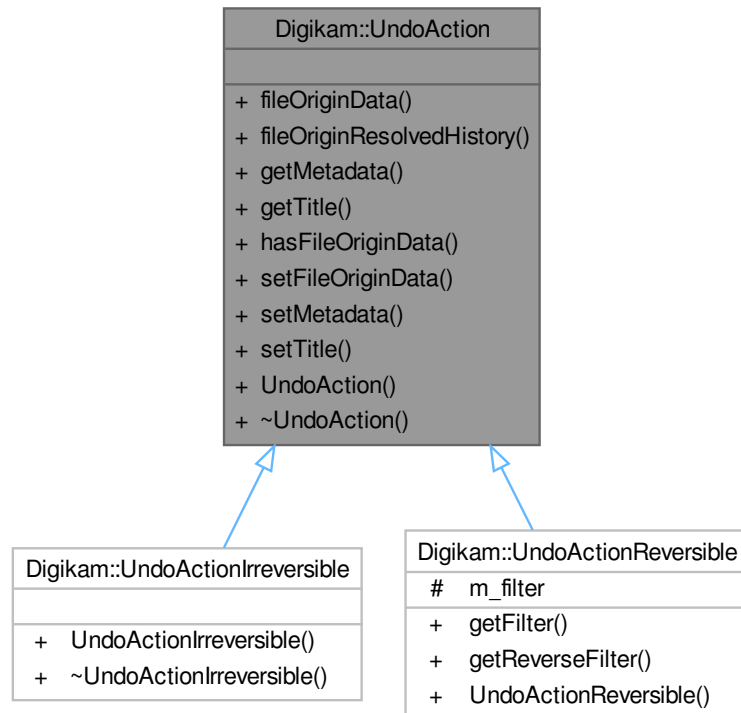 Digikam::UndoAction
+ fileOriginData()
+ fileOriginResolvedHistory()
+ getMetadata()
+ getTitle()
+ hasFileOriginData()
+ setFileOriginData()
+ setMetadata()
+ setTitle()
+ UndoAction()
+ ~UndoAction()
Digikam::UndoActionIrreversible
+ UndoActionIrreversible()
+ ~UndoActionIrreversible()
Digikam::UndoActionReversible
# m_filter
+ getFilter()
+ getReverseFilter()
+ UndoActionReversible()